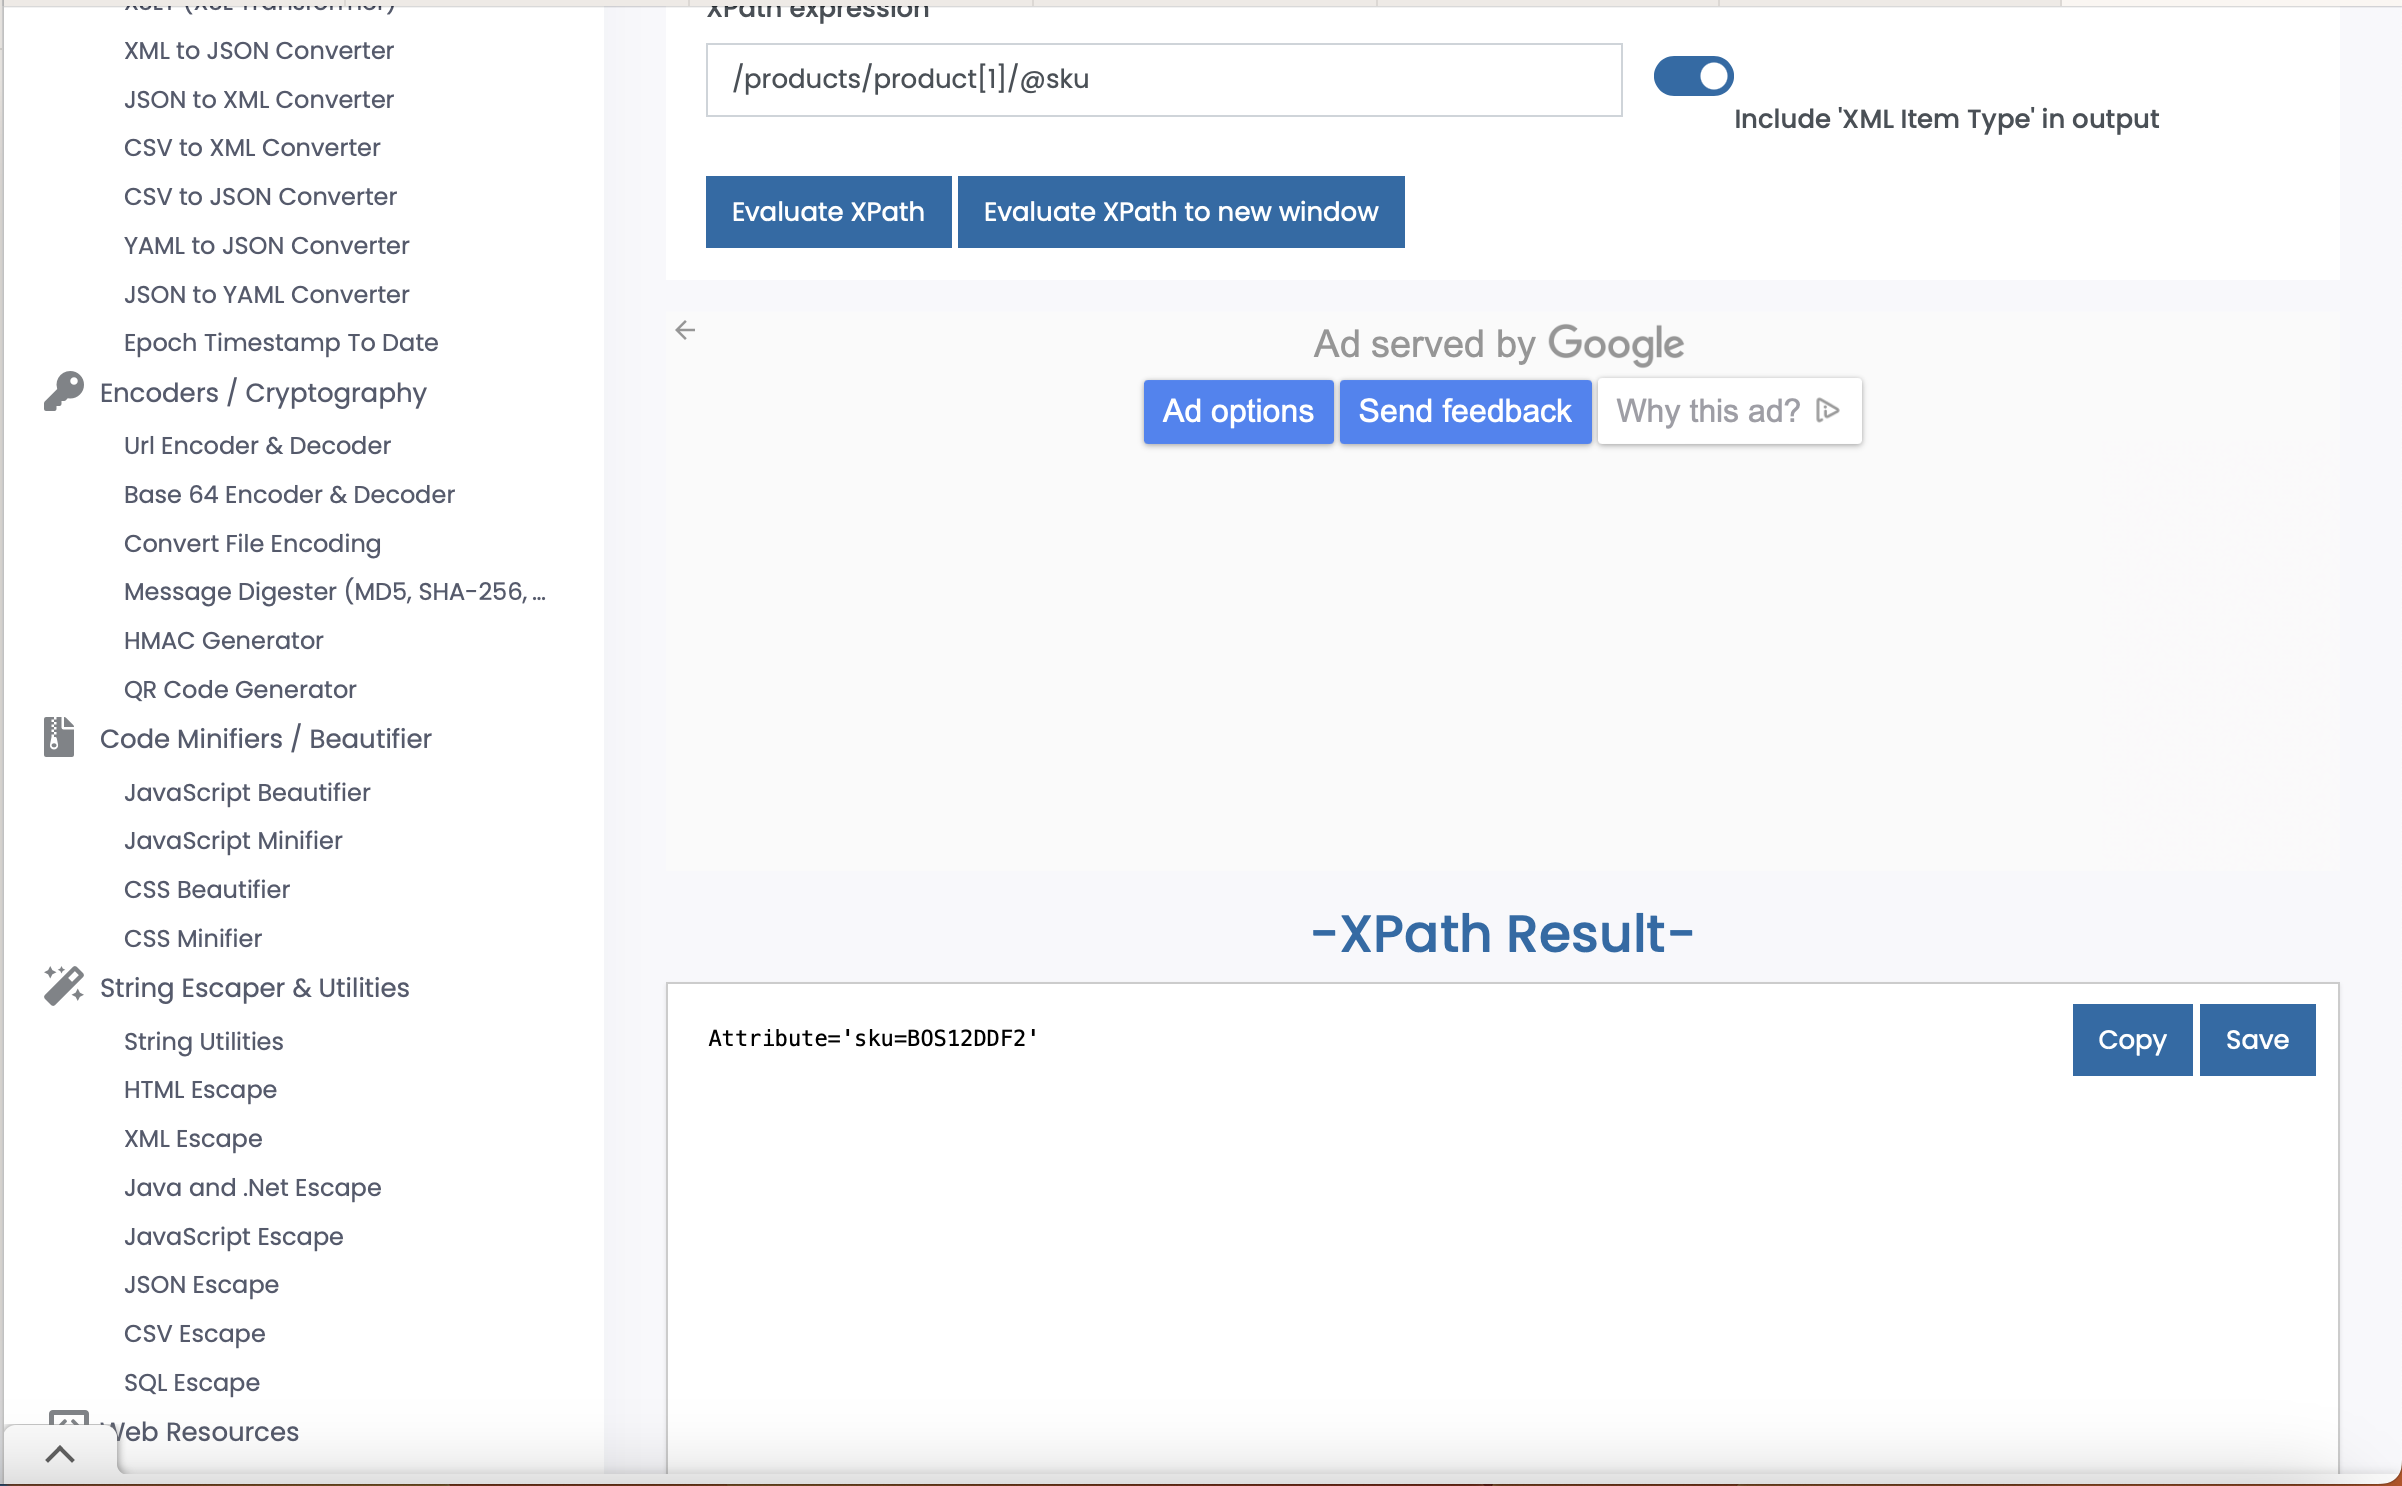 XSLT (XSL Transformer)
XML to JSON Converter
JSON to XML Converter
CSV to XML Converter
CSV to JSON Converter
YAML to JSON Converter
JSON to YAML Converter
Epoch Timestamp To Date
Encoders / Cryptography
Url Encoder & Decoder
Base 64 Encoder & Decoder
Convert File Encoding
Message Digester (MD5, SHA-256, ...
HMAC Generator
QR Code Generator
Code Minifiers / Beautifier
JavaScript Beautifier
JavaScript Minifier
CSS Beautifier
CSS Minifier
String Escaper & Utilities
String Utilities
HTML Escape
XML Escape
Java and .Net Escape
JavaScript Escape
JSON Escape
CSV Escape
SQL Escape
Web Resources
XPath expression
/products/product[1]/@sku
Include 'XML Item Type' in output
Evaluate XPath
Evaluate XPath to new window
Ad served by Google
Ad options
Send feedback
Why this ad?
-XPath Result-
Attribute='sku=BOS12DDF2'
Copy
Save